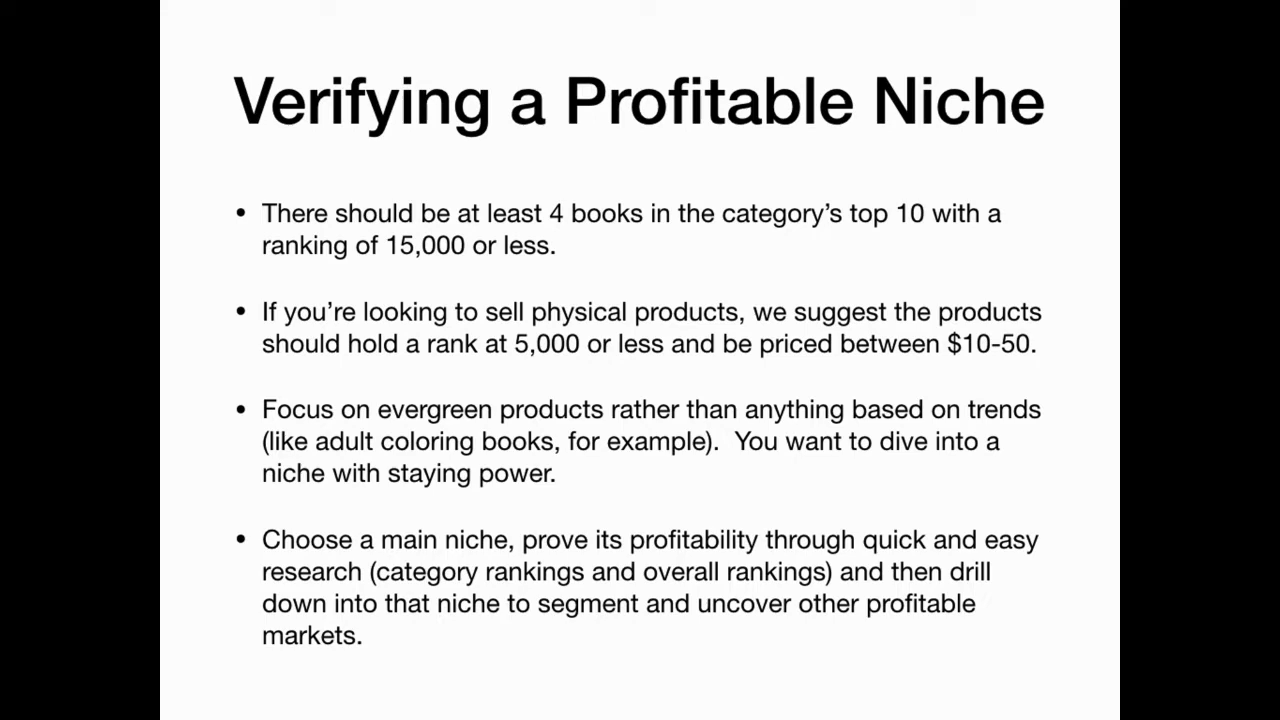 Verifying a Profitable Niche
• There should be at least 4 books in the category’s top 10 with a
ranking of 15,000 or less.
• If you’re looking to sell physical products, we suggest the products
should hold a rank at 5,000 or less and be priced between $10-50.
• Focus on evergreen products rather than anything based on trends
(like adult coloring books, for example).  You want to dive into a
niche with staying power.
• Choose a main niche, prove its profitability through quick and easy
research (category rankings and overall rankings) and then drill
down into that niche to segment and uncover other profitable
markets.